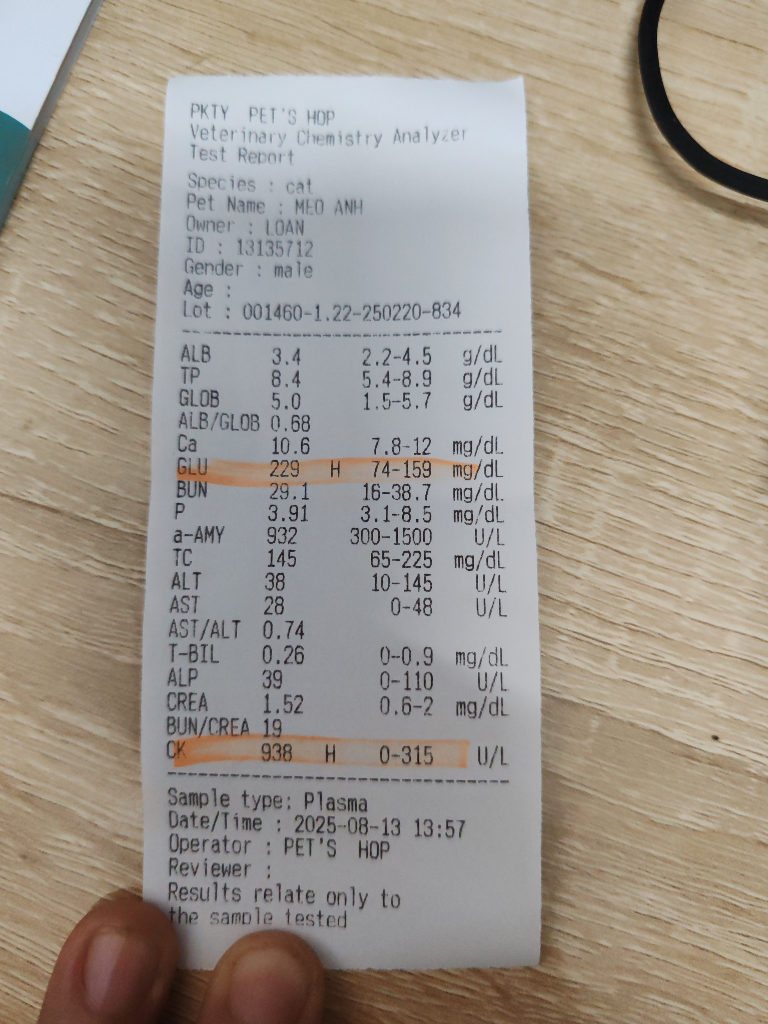 PKTY PET'S HOP
Veterinary Chemistry Analyzer
Test Report
Species : cat
Pet Name : MEO ANH
Owner : LOAN
ID : 13135712
Gender : male
Age :
Lot : 001460-1.22-250220-834
ALB 3.4 2.2-4.5 g/dL
TP 8.4 5.4-8.9 g/dL
GLOB 5.0 1.5-5.7 g/dL
ALB/GLOB 0.68
Ca 10.6 7.8-12 mg/dL
GLU 229 H 74-159 mg/dL
BUN 29.1 16-38.7 mg/dL
P 3.91 3.1-8.5 mg/dL
a-AMY 932 300-1500 U/L
TC 145 65-225 mg/dL
ALT 38 10-145 U/L
AST 28 0-48 U/L
AST/ALT 0.74
T-BIL 0.26 0-0.9 mg/dL
ALP 39 0-110 U/L
CREA 1.52 0.6-2 mg/dL
BUN/CREA 19
CK 938 H 0-315 U/L
Sample type: Plasma
Date/Time : 2025-08-13 13:57
Operator : PET'S HOP
Reviewer :
Results relate only to
the sample tested